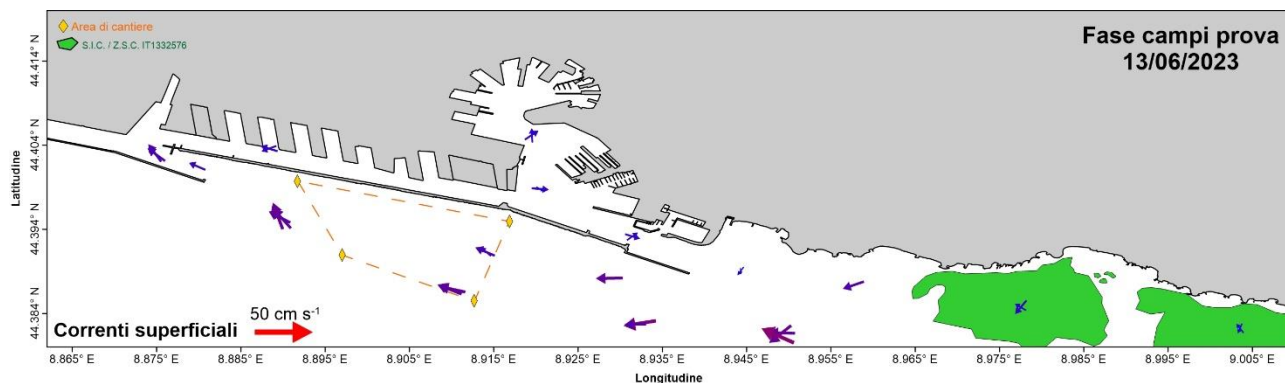 Area di cantiere
S.I.C. / Z.S.C. IT1332576
Fase campi prova
13/06/2023
Latitudine
44.414° N
44.404° N
44.394° N
44.384° N
Correnti superficiali
50 cm s⁻¹
8.865° E 8.875° E 8.885° E 8.895° E 8.905° E 8.915° E 8.925° E 8.935° E 8.945° E 8.955° E 8.965° E 8.975° E 8.985° E 8.995° E 9.005° E
Longitudine